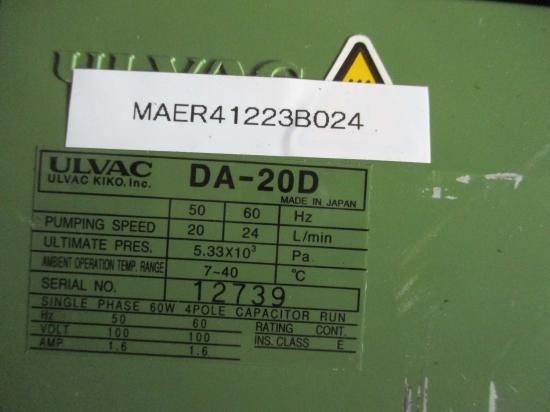 ULVAC
MAER41223B024
ULVAC DA-20D
ULVAC KIKO, Inc. MADE IN JAPAN
50 60 Hz
PUMPING SPEED 20 24 L/min
ULTIMATE PRES. 5.33X10³ Pa
AMBIENT OPERATION TEMP. RANGE 7-40 °C
SERIAL NO. 12739
SINGLE PHASE 60W 4POLE CAPACITOR RUN
Hz 50 60 RATING CONT.
VOLT 100 100 INS. CLASS E
AMP 1.6 1.6